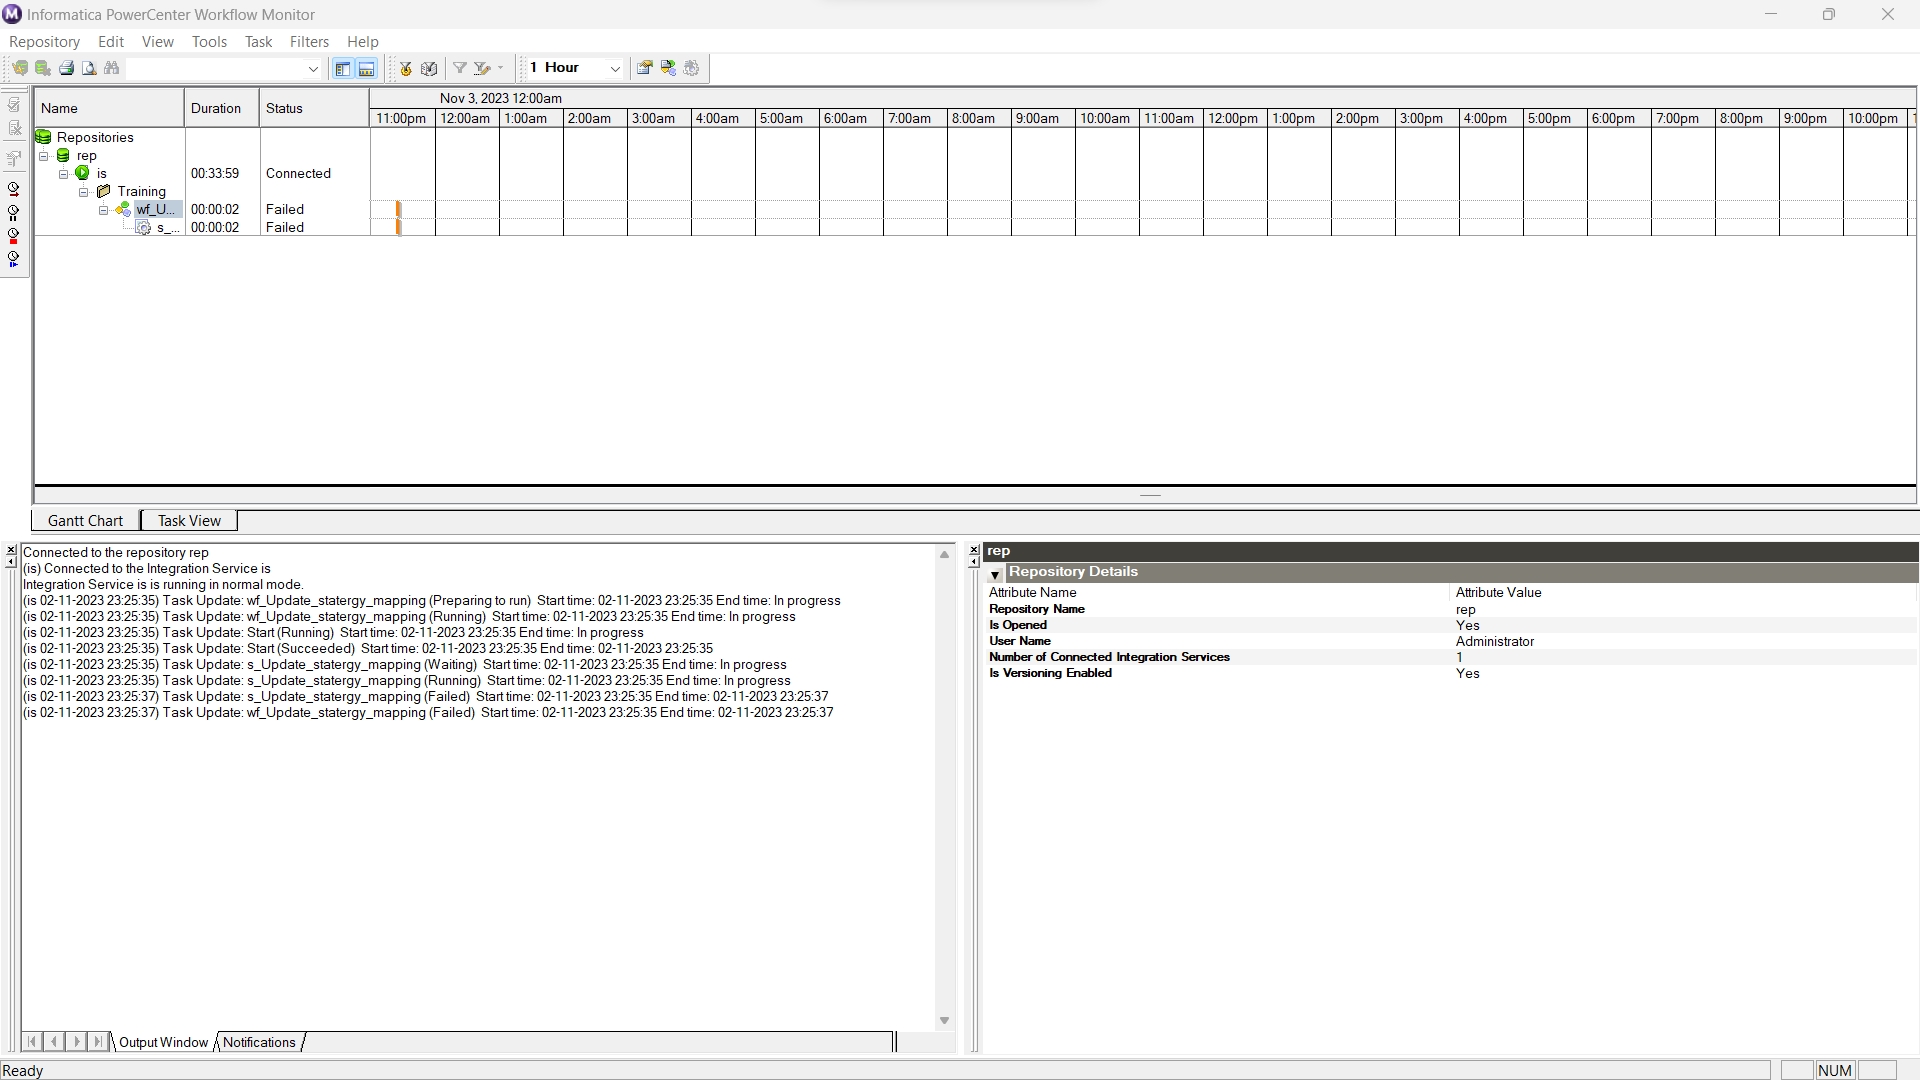 Informatica PowerCenter Workflow Monitor
Repository Edit View Tools Task Filters Help
1 Hour
Name Duration Status Nov 3, 2023 12:00am
11:00pm 12:00am 1:00am 2:00am 3:00am 4:00am 5:00am 6:00am 7:00am 8:00am 9:00am 10:00am 11:00am 12:00pm 1:00pm 2:00pm 3:00pm 4:00pm 5:00pm 6:00pm 7:00pm 8:00pm 9:00pm 10:00pm
Repositories
rep
is 00:33:59 Connected
Training
wf_U... 00:00:02 Failed
s_... 00:00:02 Failed
Gantt Chart Task View
Connected to the repository rep
(is) Connected to the Integration Service is
Integration Service is is running in normal mode.
(is 02-11-2023 23:25:35) Task Update: wf_Update_statergy_mapping (Preparing to run) Start time: 02-11-2023 23:25:35 End time: In progress
(is 02-11-2023 23:25:35) Task Update: wf_Update_statergy_mapping (Running) Start time: 02-11-2023 23:25:35 End time: In progress
(is 02-11-2023 23:25:35) Task Update: Start (Running) Start time: 02-11-2023 23:25:35 End time: In progress
(is 02-11-2023 23:25:35) Task Update: Start (Succeeded) Start time: 02-11-2023 23:25:35 End time: 02-11-2023 23:25:35
(is 02-11-2023 23:25:35) Task Update: s_Update_statergy_mapping (Waiting) Start time: 02-11-2023 23:25:35 End time: In progress
(is 02-11-2023 23:25:35) Task Update: s_Update_statergy_mapping (Running) Start time: 02-11-2023 23:25:35 End time: In progress
(is 02-11-2023 23:25:37) Task Update: s_Update_statergy_mapping (Failed) Start time: 02-11-2023 23:25:35 End time: 02-11-2023 23:25:37
(is 02-11-2023 23:25:37) Task Update: wf_Update_statergy_mapping (Failed) Start time: 02-11-2023 23:25:35 End time: 02-11-2023 23:25:37
Output Window Notifications
rep
Repository Details
Attribute Name Attribute Value
Repository Name rep
Is Opened Yes
User Name Administrator
Number of Connected Integration Services 1
Is Versioning Enabled Yes
Ready NUM